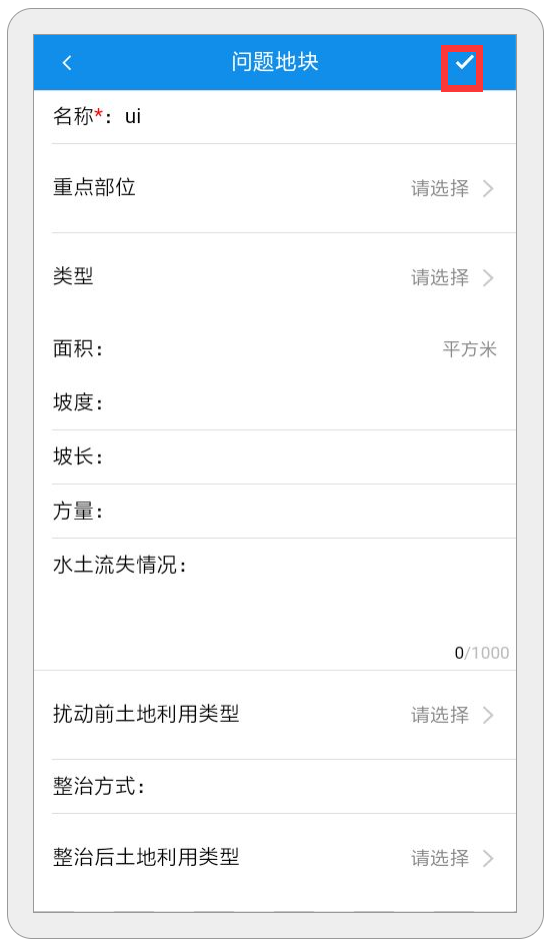 问题地块
名称*：ui
重点部位 请选择
类型 请选择
面积： 平方米
坡度：
坡长：
方量：
水土流失情况：
0/1000
扰动前土地利用类型 请选择
整治方式：
整治后土地利用类型 请选择